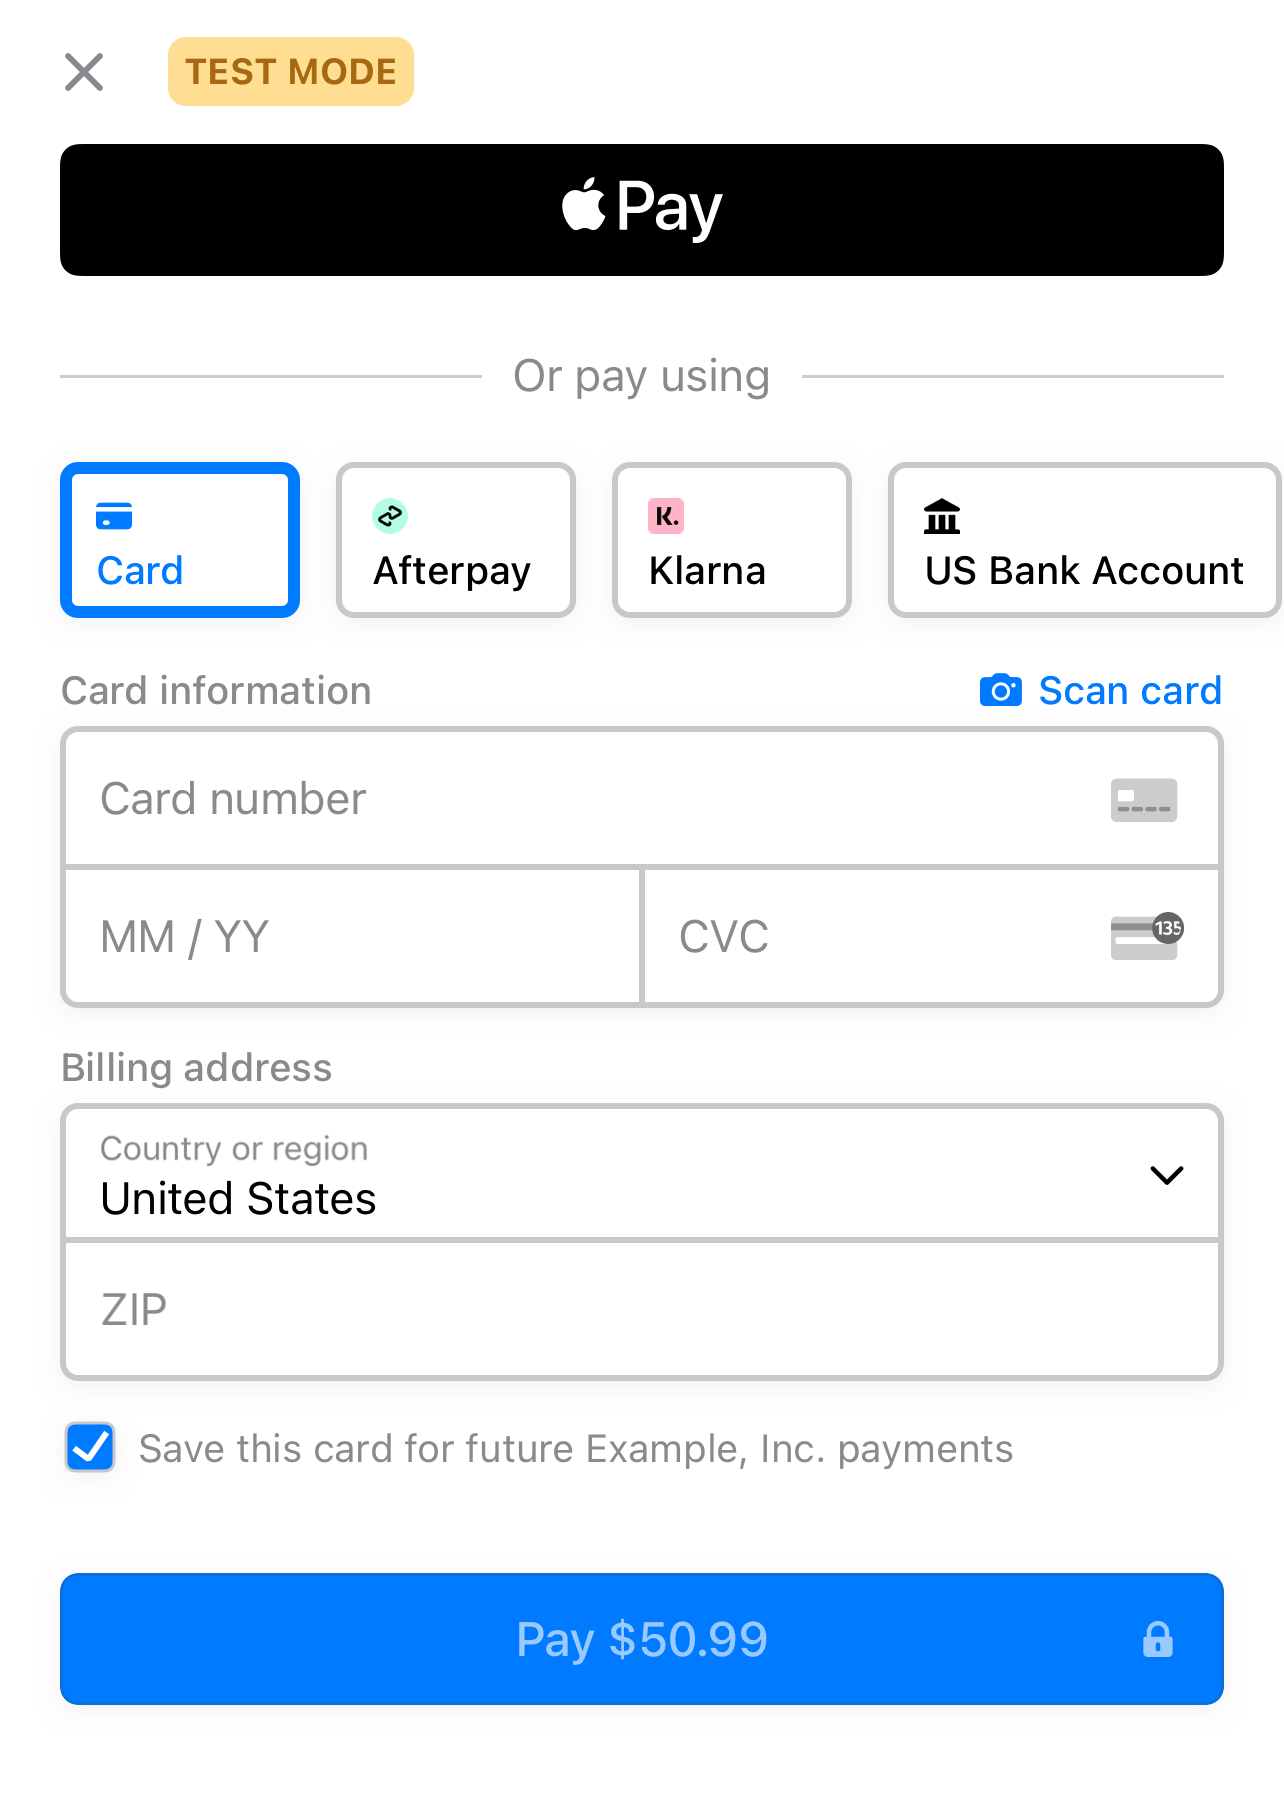 TEST MODE
Pay
Or pay using
Card
Afterpay
K.
Klarna
US Bank Account
Card information
Scan card
Card number
MM / YY
CVC
135
Billing address
Country or region
United States
ZIP
Save this card for future Example, Inc. payments
Pay $50.99